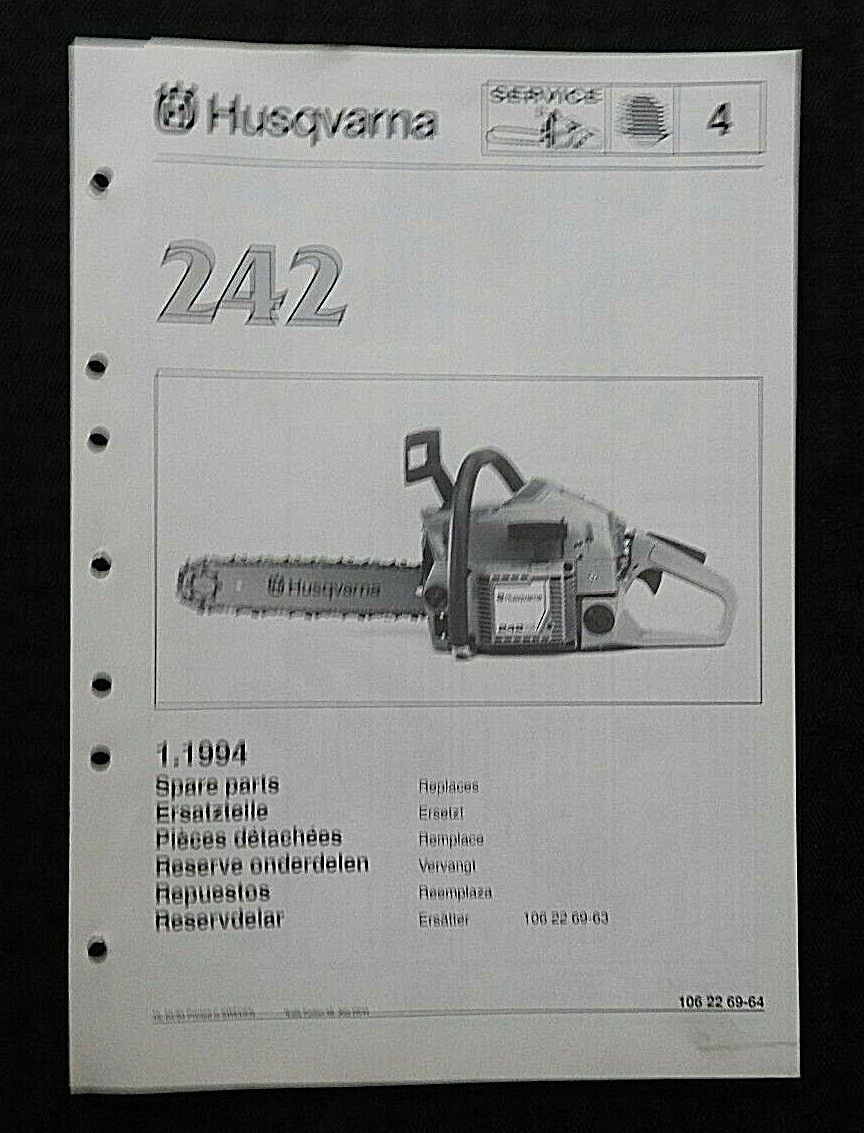 Husqvarna
SERVICE
4
242
Husqvarna
Husqvarna
1.1994
Spare parts Replaces
Ersatzteile Ersetzt
Pièces détachées Remplace
Reserve onderdelen Vervangt
Repuestos Reemplaza
Reservdelar Ersätter 106 22 69-63
106 22 69-64